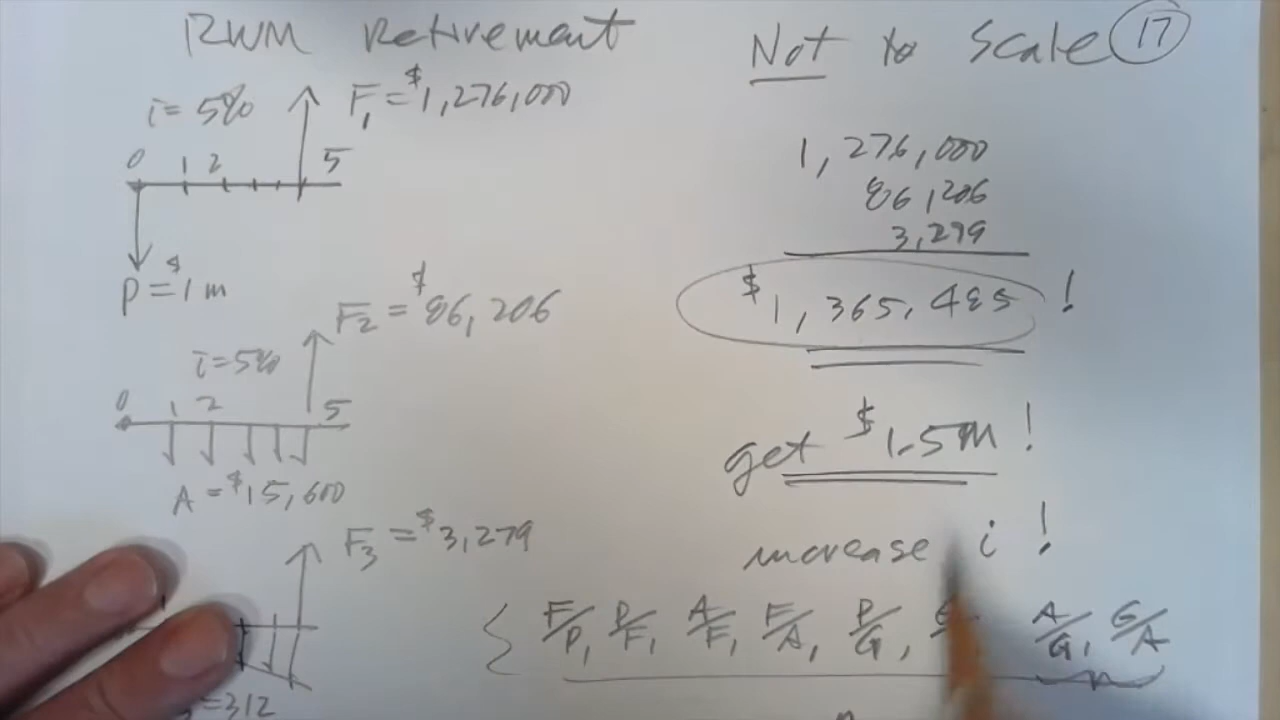 RWM Retirement
Not to Scale 17
i = 5% F1 = $1,276,000
0 1 2 5
P = $1m
1,276,000
86,206
3,279
$1,365,485 !
F2 = $86,206
i = 5%
0 1 2 5
A = $15,600
get $1.5M !
F3 = $3,279
increase i !
{ F/P, P/F, A/F, F/A, P/G, A/G, G/A
=312